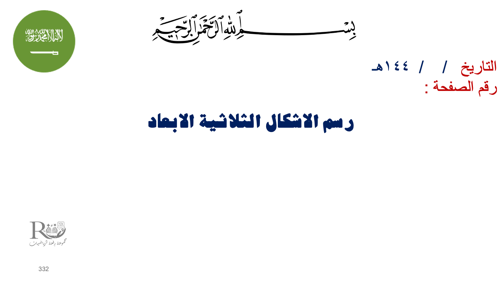 بسم الله الرحمن الرحيم
التاريخ / / ١٤٤هـ
رقم الصفحة :
رسم الاشكال الثلاثية الابعاد
332